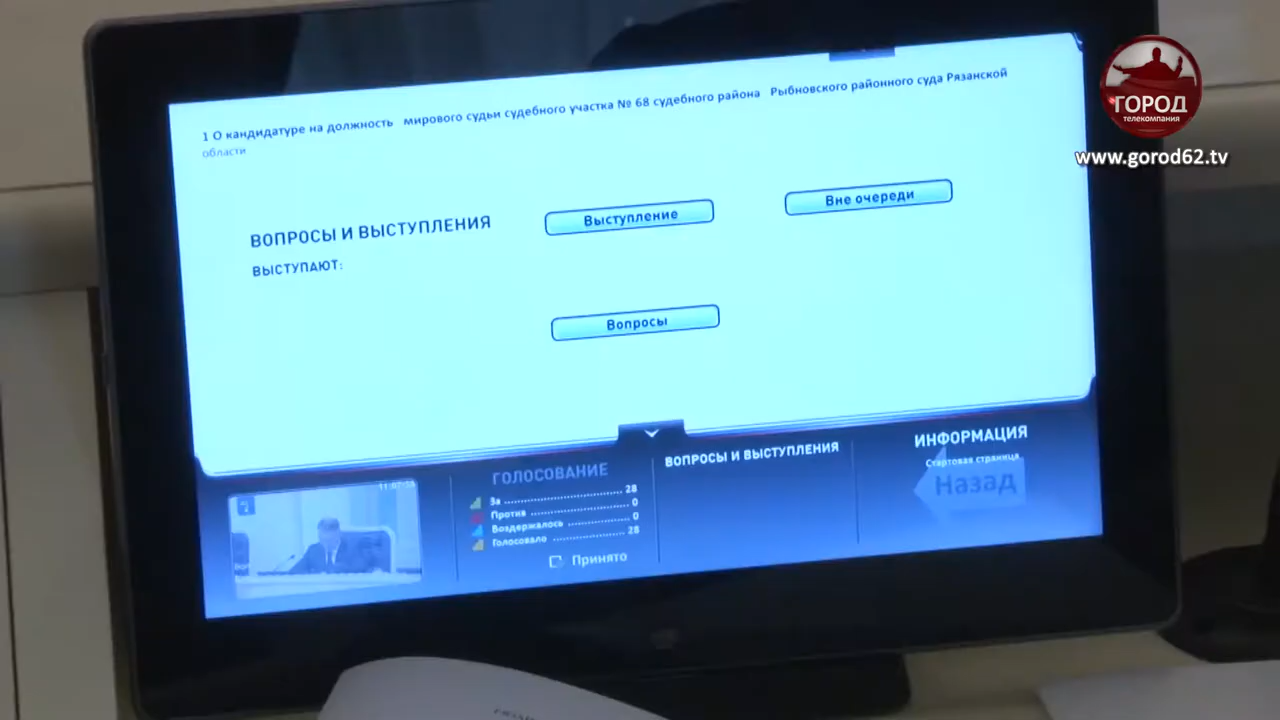 ГОРОД
телекомпания
www.gorod62.tv
1 О кандидатуре на должность мирового судьи судебного участка № 68 судебного района Рыбновского районного суда Рязанской
области
ВОПРОСЫ И ВЫСТУПЛЕНИЯ
Выступление
Вне очереди
ВЫСТУПАЮТ:
Вопросы
ГОЛОСОВАНИЕ
За ........................... 28
Против ........................ 0
Воздержалось ............... 0
Голосовало .................. 28
Принято
ВОПРОСЫ И ВЫСТУПЛЕНИЯ
ИНФОРМАЦИЯ
Стартовая страница
Назад